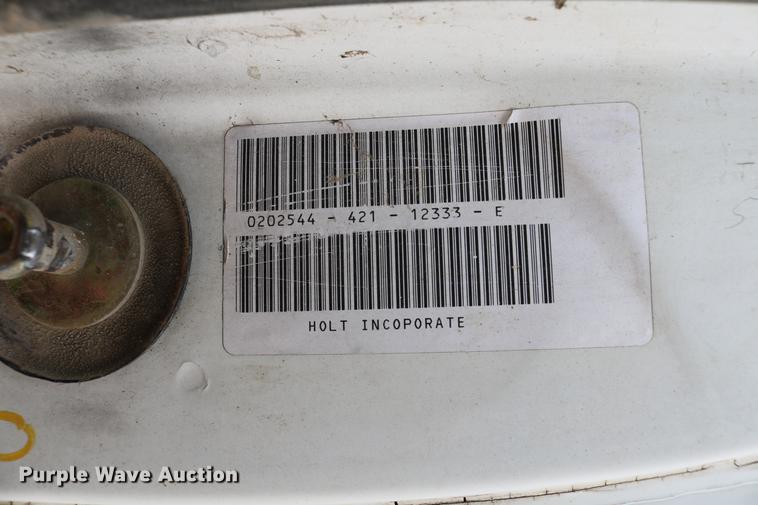 0202544 - 421 - 12333 - E
HOLT INCOPORATE
Purple Wave Auction